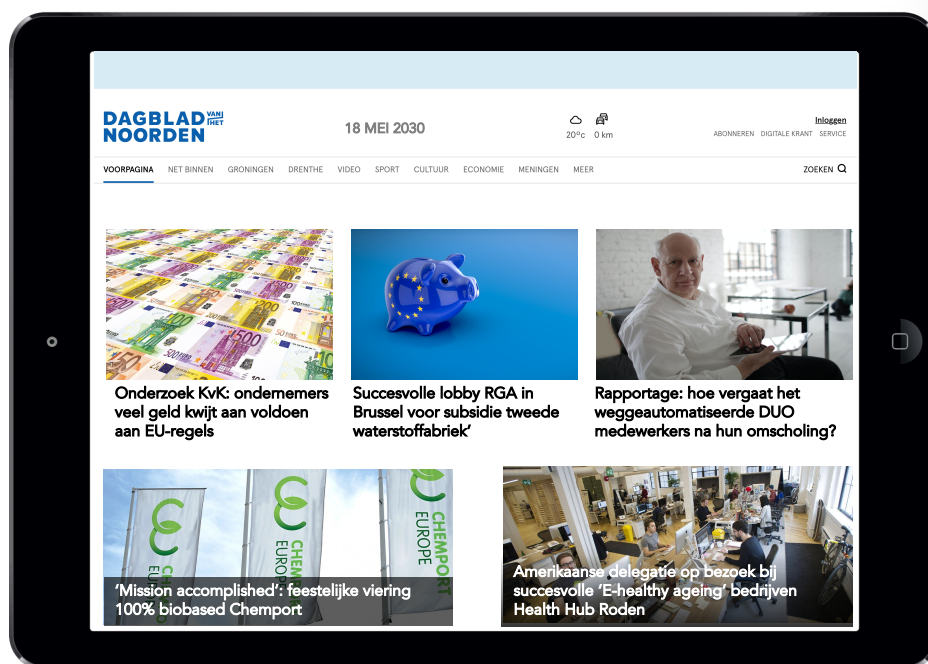 DAGBLAD VAN HET
NOORDEN
18 MEI 2030
20°c 0 km
Inloggen
ABONNEREN DIGITALE KRANT SERVICE
VOORPAGINA NET BINNEN GRONINGEN DRENTHE VIDEO SPORT CULTUUR ECONOMIE MENINGEN MEER
ZOEKEN
Onderzoek KvK: ondernemers
veel geld kwijt aan voldoen
aan EU-regels
Succesvolle lobby RGA in
Brussel voor subsidie tweede
waterstoffabriek’
Rapportage: hoe vergaat het
weggeautomatiseerde DUO
medewerkers na hun omscholing?
CHEMPORT
EUROPE
‘Mission accomplished’: feestelijke viering
100% biobased Chemport
Amerikaanse delegatie op bezoek bij
succesvolle ‘E-healthy ageing’ bedrijven
Health Hub Roden